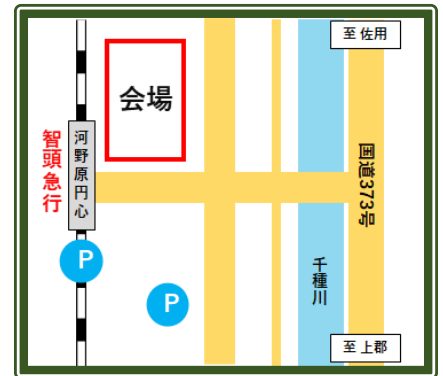 至 佐用
会場
智頭急行
河野原円心
国道373号
P
P
千種川
至 上郡